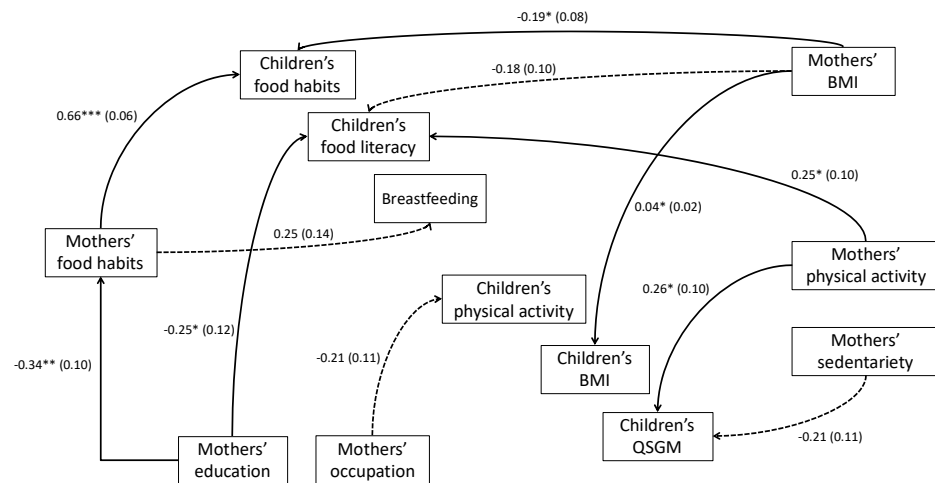 -0.19* (0.08)
Children's
food habits
Mothers'
BMI
-0.18 (0.10)
0.66*** (0.06)
Children's
food literacy
0.25* (0.10)
Breastfeeding
0.04* (0.02)
Mothers'
food habits
0.25 (0.14)
Mothers'
physical activity
Children's
physical activity
0.26* (0.10)
-0.25* (0.12)
-0.34** (0.10)
-0.21 (0.11)
Children's
BMI
Mothers'
sedentariety
Children's
QSGM
-0.21 (0.11)
Mothers'
education
Mothers'
occupation